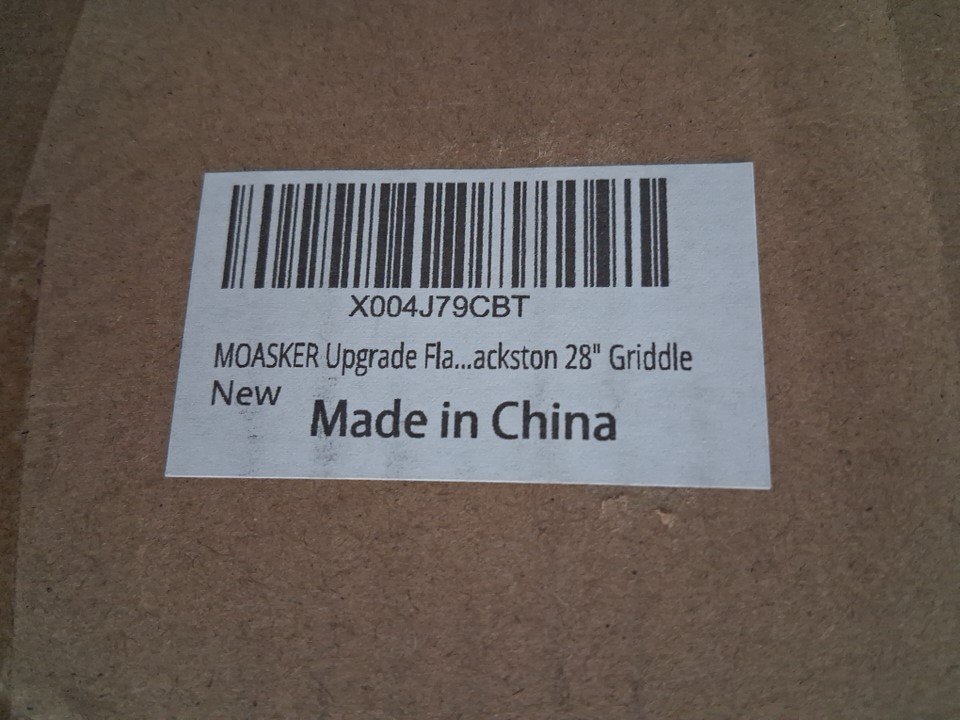 X004J79CBT
MOASKER Upgrade Fla...ackston 28" Griddle
New
Made in China